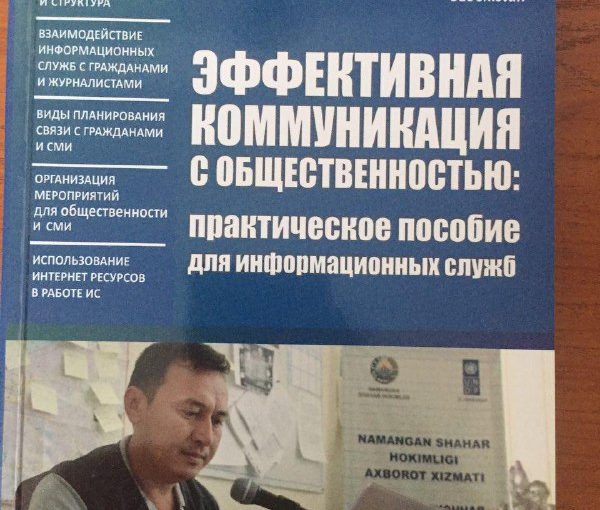 И СТРУКТУРА
ВЗАИМОДЕЙСТВИЕ
ИНФОРМАЦИОННЫХ
СЛУЖБ С ГРАЖДАНАМИ
И ЖУРНАЛИСТАМИ
ВИДЫ ПЛАНИРОВАНИЯ
СВЯЗИ С ГРАЖДАНАМИ
И СМИ
ОРГАНИЗАЦИЯ
МЕРОПРИЯТИЙ
для общественности
и СМИ
ИСПОЛЬЗОВАНИЕ
ИНТЕРНЕТ РЕСУРСОВ
В РАБОТЕ ИС
ЭФФЕКТИВНАЯ
КОММУНИКАЦИЯ
С ОБЩЕСТВЕННОСТЬЮ:
практическое пособие
для информационных служб
NAMANGAN SHAHAR
HOKIMLIGI
AXBOROT XIZMATI